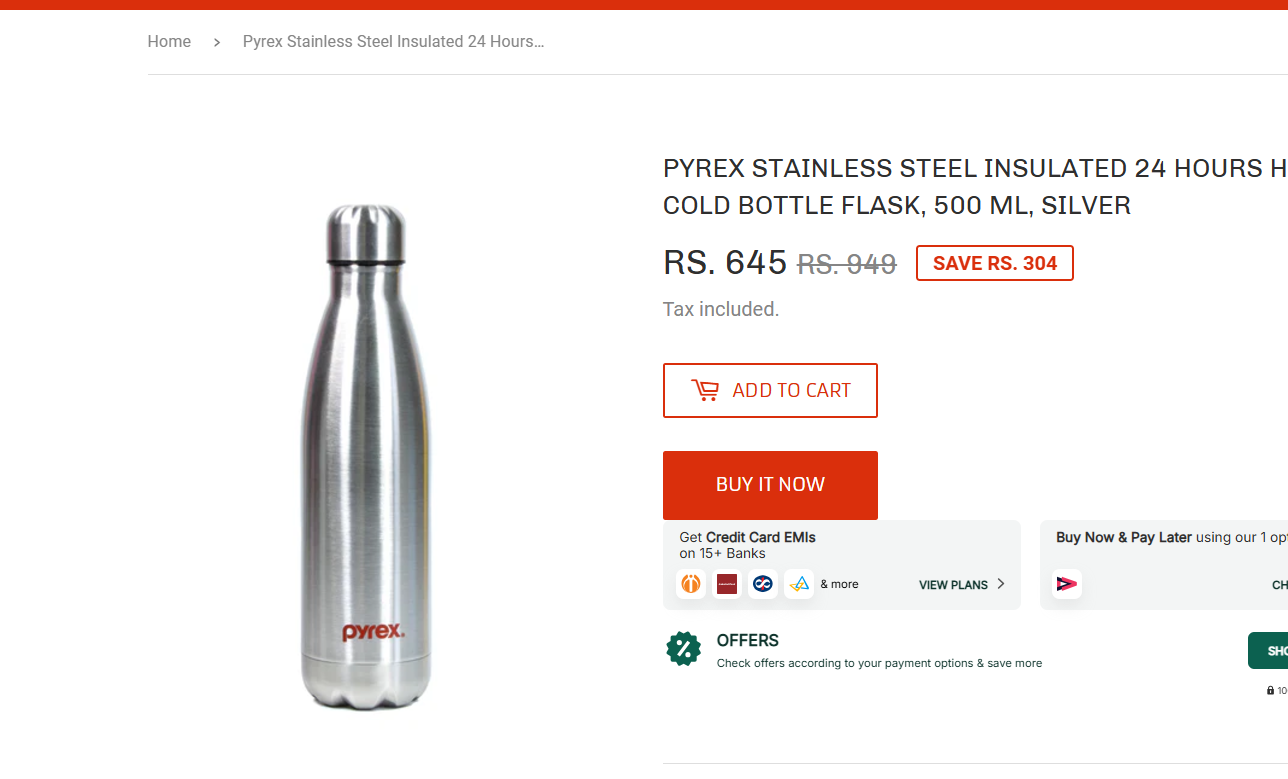 Home > Pyrex Stainless Steel Insulated 24 Hours...
PYREX STAINLESS STEEL INSULATED 24 HOURS H
COLD BOTTLE FLASK, 500 ML, SILVER
RS. 645 RS. 949 SAVE RS. 304
Tax included.
ADD TO CART
BUY IT NOW
Get Credit Card EMIs
on 15+ Banks
& more VIEW PLANS >
Buy Now & Pay Later using our 1 op
CH
OFFERS
Check offers according to your payment options & save more
SHO
10
pyrex.